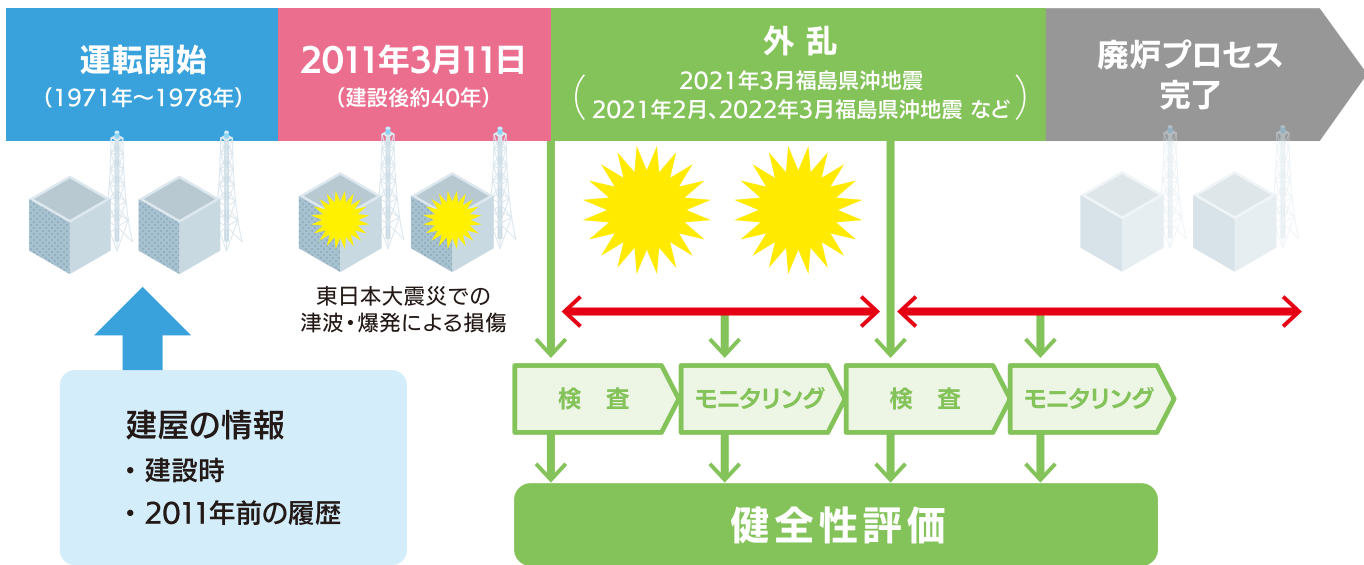 運転開始
（1971年～1978年）
2011年3月11日
（建設後約40年）
外 乱
2021年3月福島県沖地震
2021年2月、2022年3月福島県沖地震 など
廃炉プロセス
完了
東日本大震災での
津波・爆発による損傷
建屋の情報
・建設時
・2011年前の履歴
検 査
モニタリング
検 査
モニタリング
健全性評価